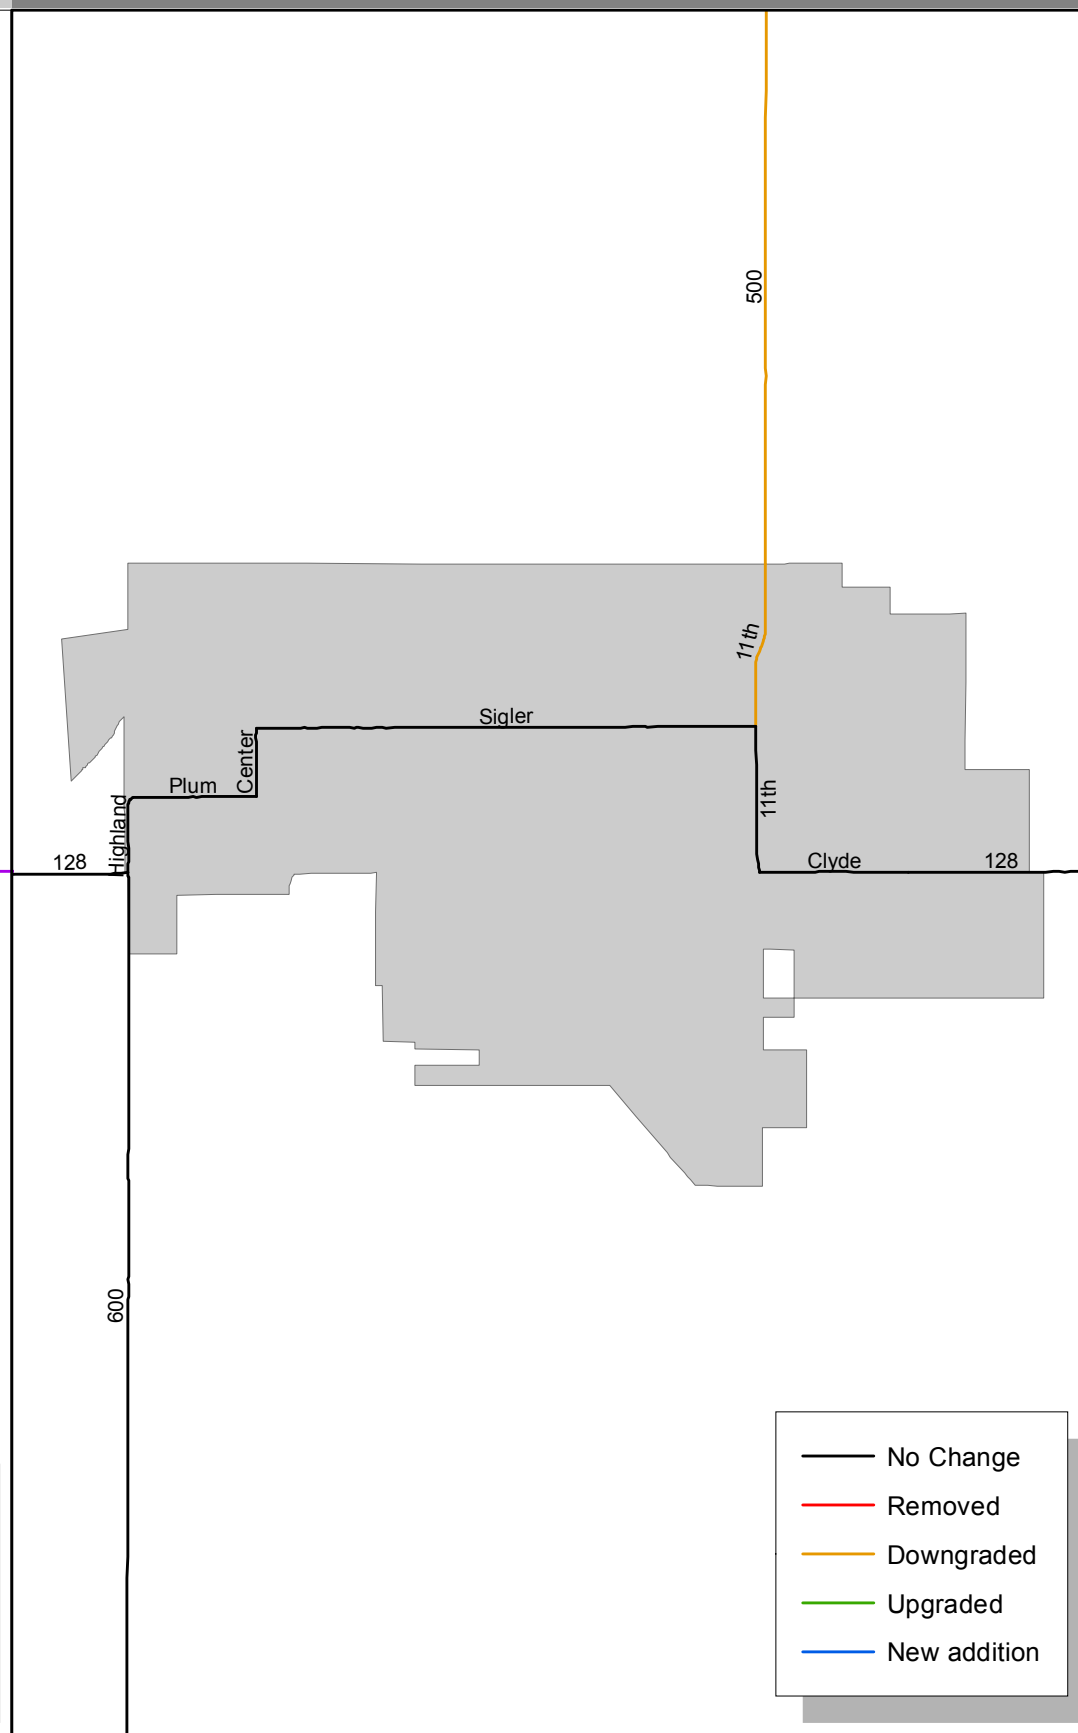 500
11th
Sigler
Center
Plum
11th
Highland
128
Clyde
128
600
No Change
Removed
Downgraded
Upgraded
New addition